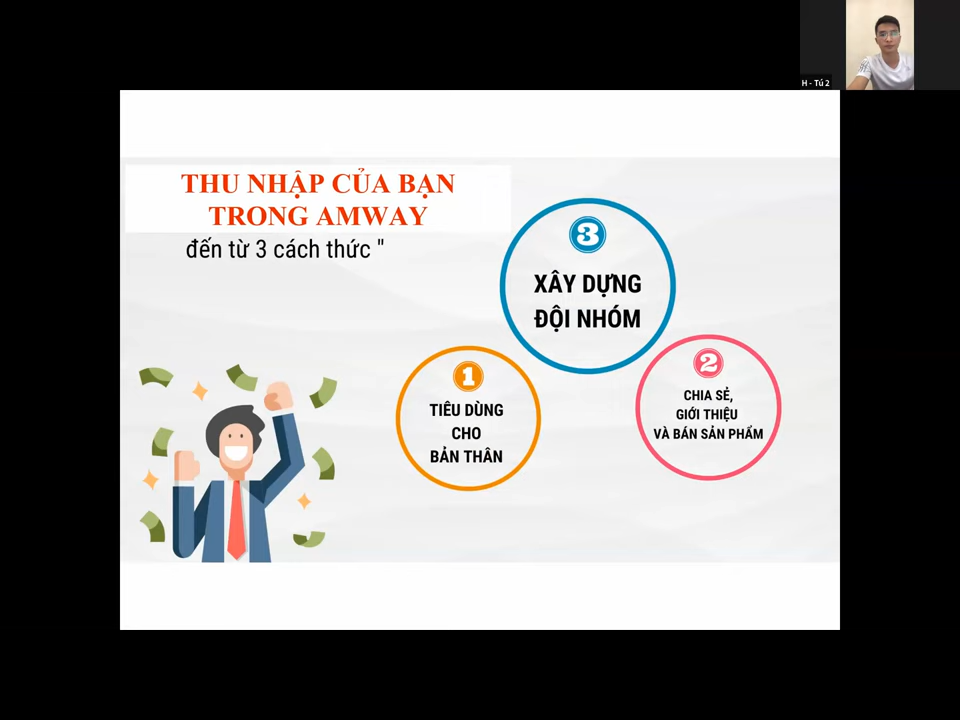 H - Tú 2
THU NHẬP CỦA BẠN
TRONG AMWAY
đến từ 3 cách thức "
3
XÂY DỰNG
ĐỘI NHÓM
1
TIÊU DÙNG
CHO
BẢN THÂN
2
CHIA SẺ,
GIỚI THIỆU
VÀ BÁN SẢN PHẨM